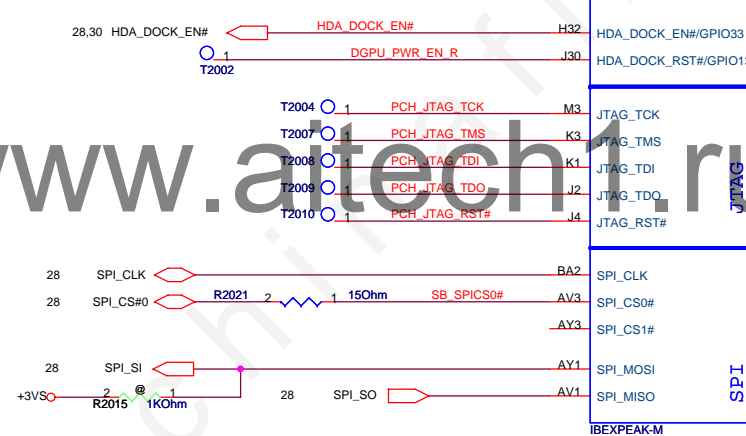 28,30 HDA_DOCK_EN# HDA_DOCK_EN# H32 HDA_DOCK_EN#/GPIO33
1 DGPU_PWR_EN_R J30 HDA_DOCK_RST#/GPIO13
T2002
T2004 1 PCH_JTAG_TCK M3 JTAG_TCK
T2007 1 PCH_JTAG_TMS K3 JTAG_TMS
T2008 1 PCH_JTAG_TDI K1 JTAG_TDI
T2009 1 PCH_JTAG_TDO J2 JTAG_TDO
T2010 1 PCH_JTAG_RST# J4 JTAG_RST#
JTAG
www.aitech1.ru
28 SPI_CLK BA2 SPI_CLK
28 SPI_CS#0 R2021 2 1 15Ohm SB_SPICS0# AV3 SPI_CS0#
AY3 SPI_CS1#
28 SPI_SI AY1 SPI_MOSI
+3VS 2 @ 1 28 SPI_SO AV1 SPI_MISO
R2015 1KOhm
SPI
IBEXPEAK-M